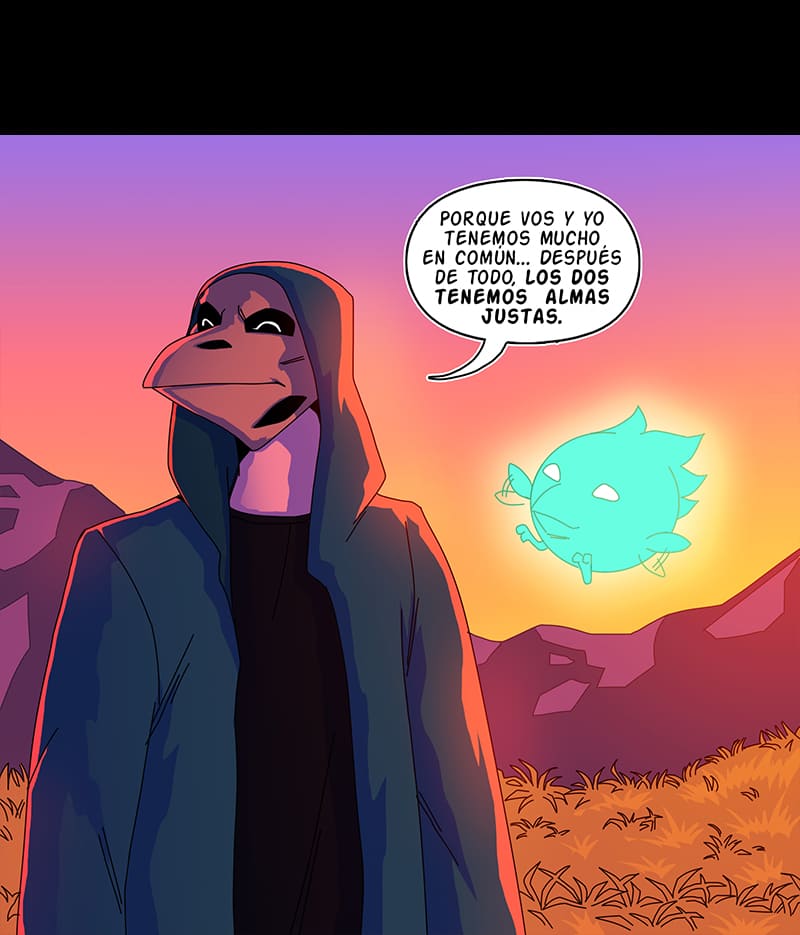 PORQUE VOS Y YO
TENEMOS MUCHO
EN COMÚN... DESPUÉS
DE TODO, LOS DOS
TENEMOS ALMAS
JUSTAS.